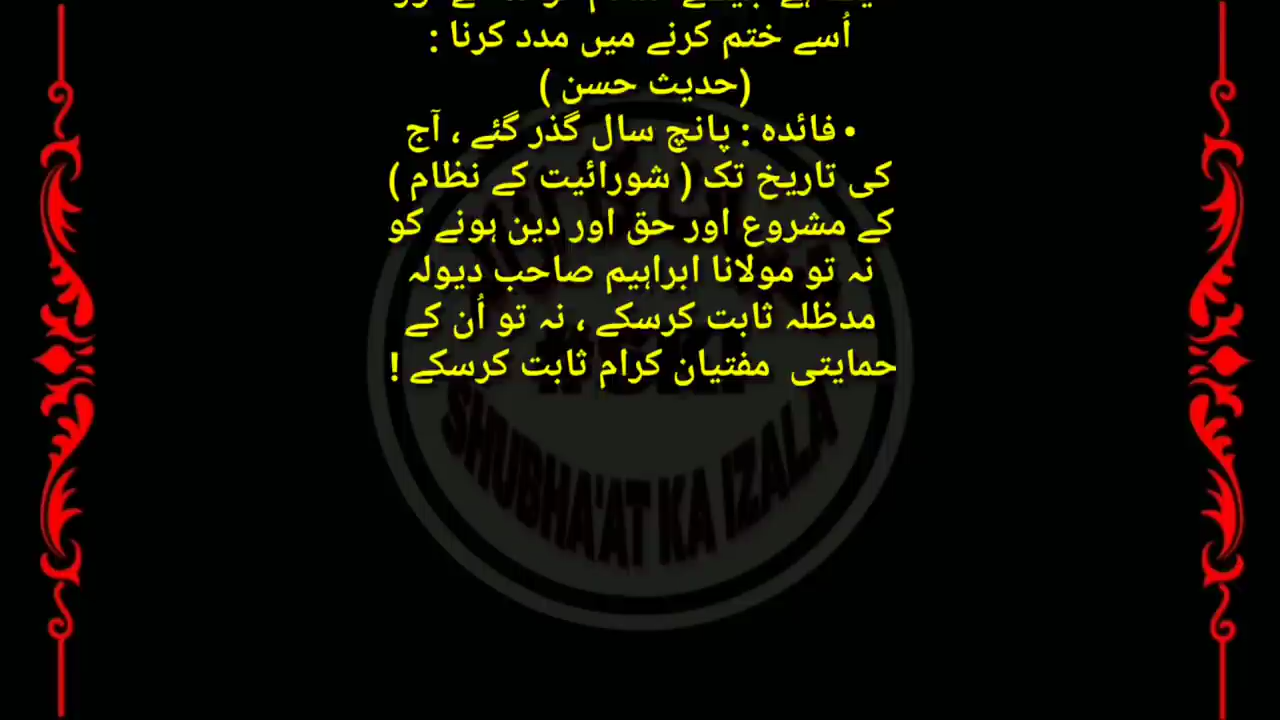 اُسے ختم کرنے میں مدد کرنا :
(حدیث حسن )
• فائدہ : پانچ سال گذر گئے ، آج
کی تاریخ تک ( شورائیت کے نظام )
کے مشروع اور حق اور دین ہونے کو
نہ تو مولانا ابراہیم صاحب دیولہ
مدظلہ ثابت کرسکے ، نہ تو اُن کے
حمایتی مفتیان کرام ثابت کرسکے !
SHUBHA'AT KA IZALA